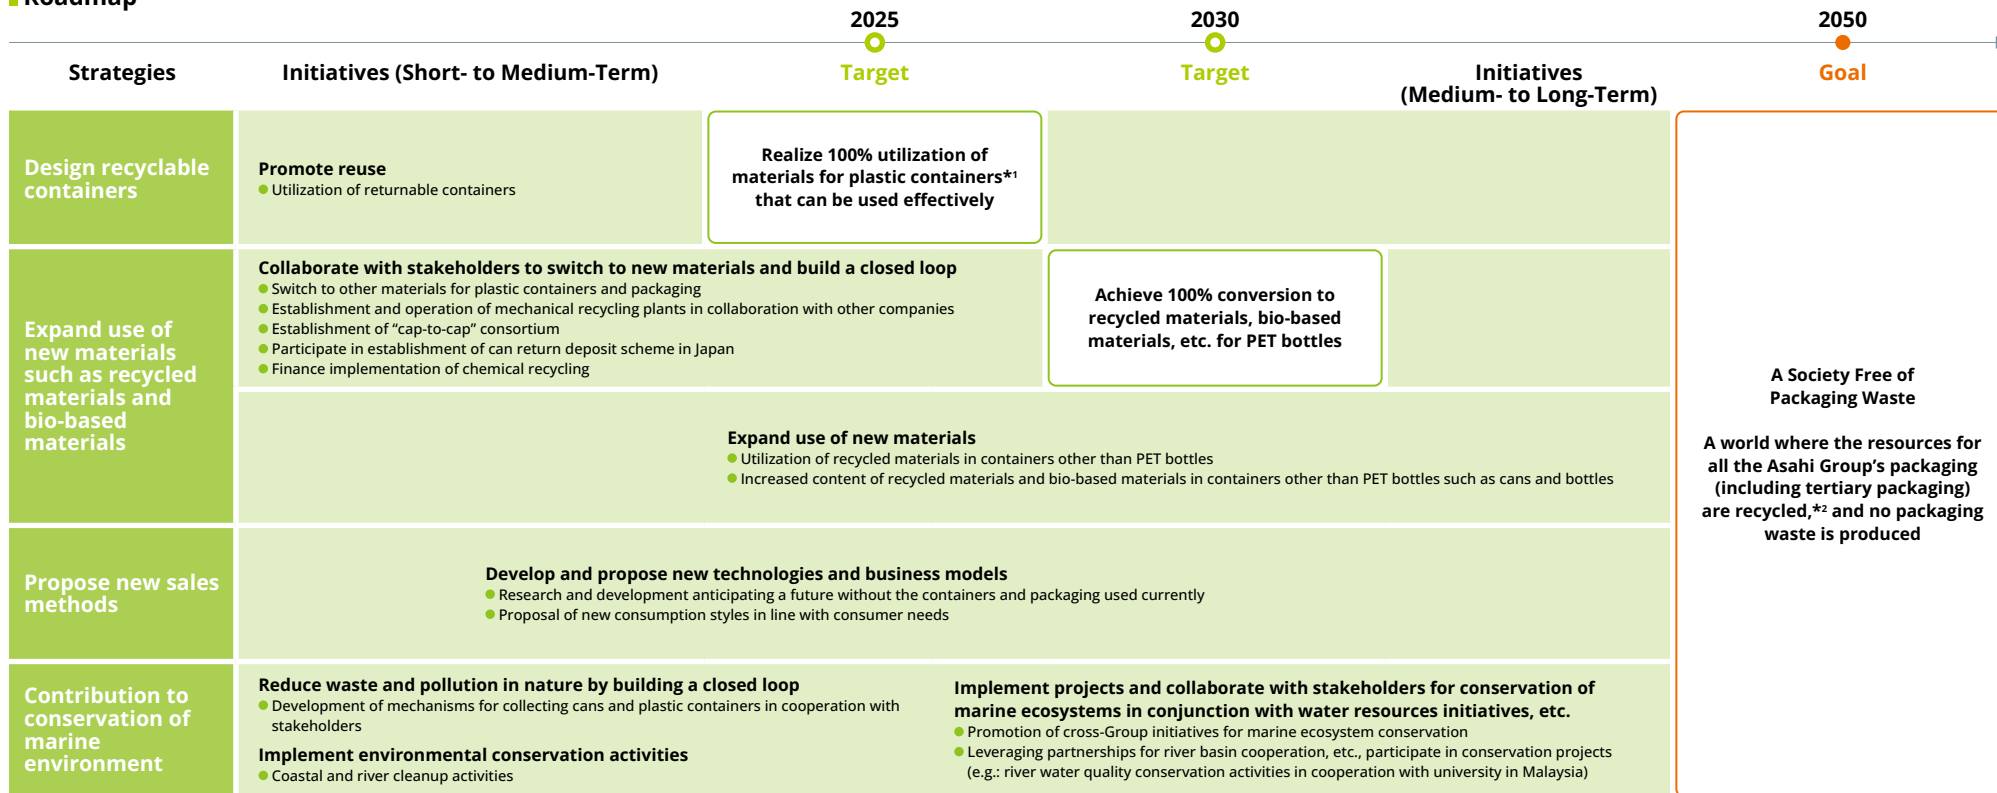 Roadmap
2025
2030
2050
Strategies
Initiatives (Short- to Medium-Term)
Target
Target
Initiatives
(Medium- to Long-Term)
Goal
Design recyclable
containers
Promote reuse
● Utilization of returnable containers
Realize 100% utilization of
materials for plastic containers*¹
that can be used effectively
Expand use of
new materials
such as recycled
materials and
bio-based
materials
Collaborate with stakeholders to switch to new materials and build a closed loop
● Switch to other materials for plastic containers and packaging
● Establishment and operation of mechanical recycling plants in collaboration with other companies
● Establishment of “cap-to-cap” consortium
● Participate in establishment of can return deposit scheme in Japan
● Finance implementation of chemical recycling
Achieve 100% conversion to
recycled materials, bio-based
materials, etc. for PET bottles
Expand use of new materials
● Utilization of recycled materials in containers other than PET bottles
● Increased content of recycled materials and bio-based materials in containers other than PET bottles such as cans and bottles
Propose new sales
methods
Develop and propose new technologies and business models
● Research and development anticipating a future without the containers and packaging used currently
● Proposal of new consumption styles in line with consumer needs
Contribution to
conservation of
marine
environment
Reduce waste and pollution in nature by building a closed loop
● Development of mechanisms for collecting cans and plastic containers in cooperation with
stakeholders
Implement environmental conservation activities
● Coastal and river cleanup activities
Implement projects and collaborate with stakeholders for conservation of
marine ecosystems in conjunction with water resources initiatives, etc.
● Promotion of cross-Group initiatives for marine ecosystem conservation
● Leveraging partnerships for river basin cooperation, etc., participate in conservation projects
(e.g.: river water quality conservation activities in cooperation with university in Malaysia)
A Society Free of
Packaging Waste
A world where the resources for
all the Asahi Group’s packaging
(including tertiary packaging)
are recycled,*² and no packaging
waste is produced